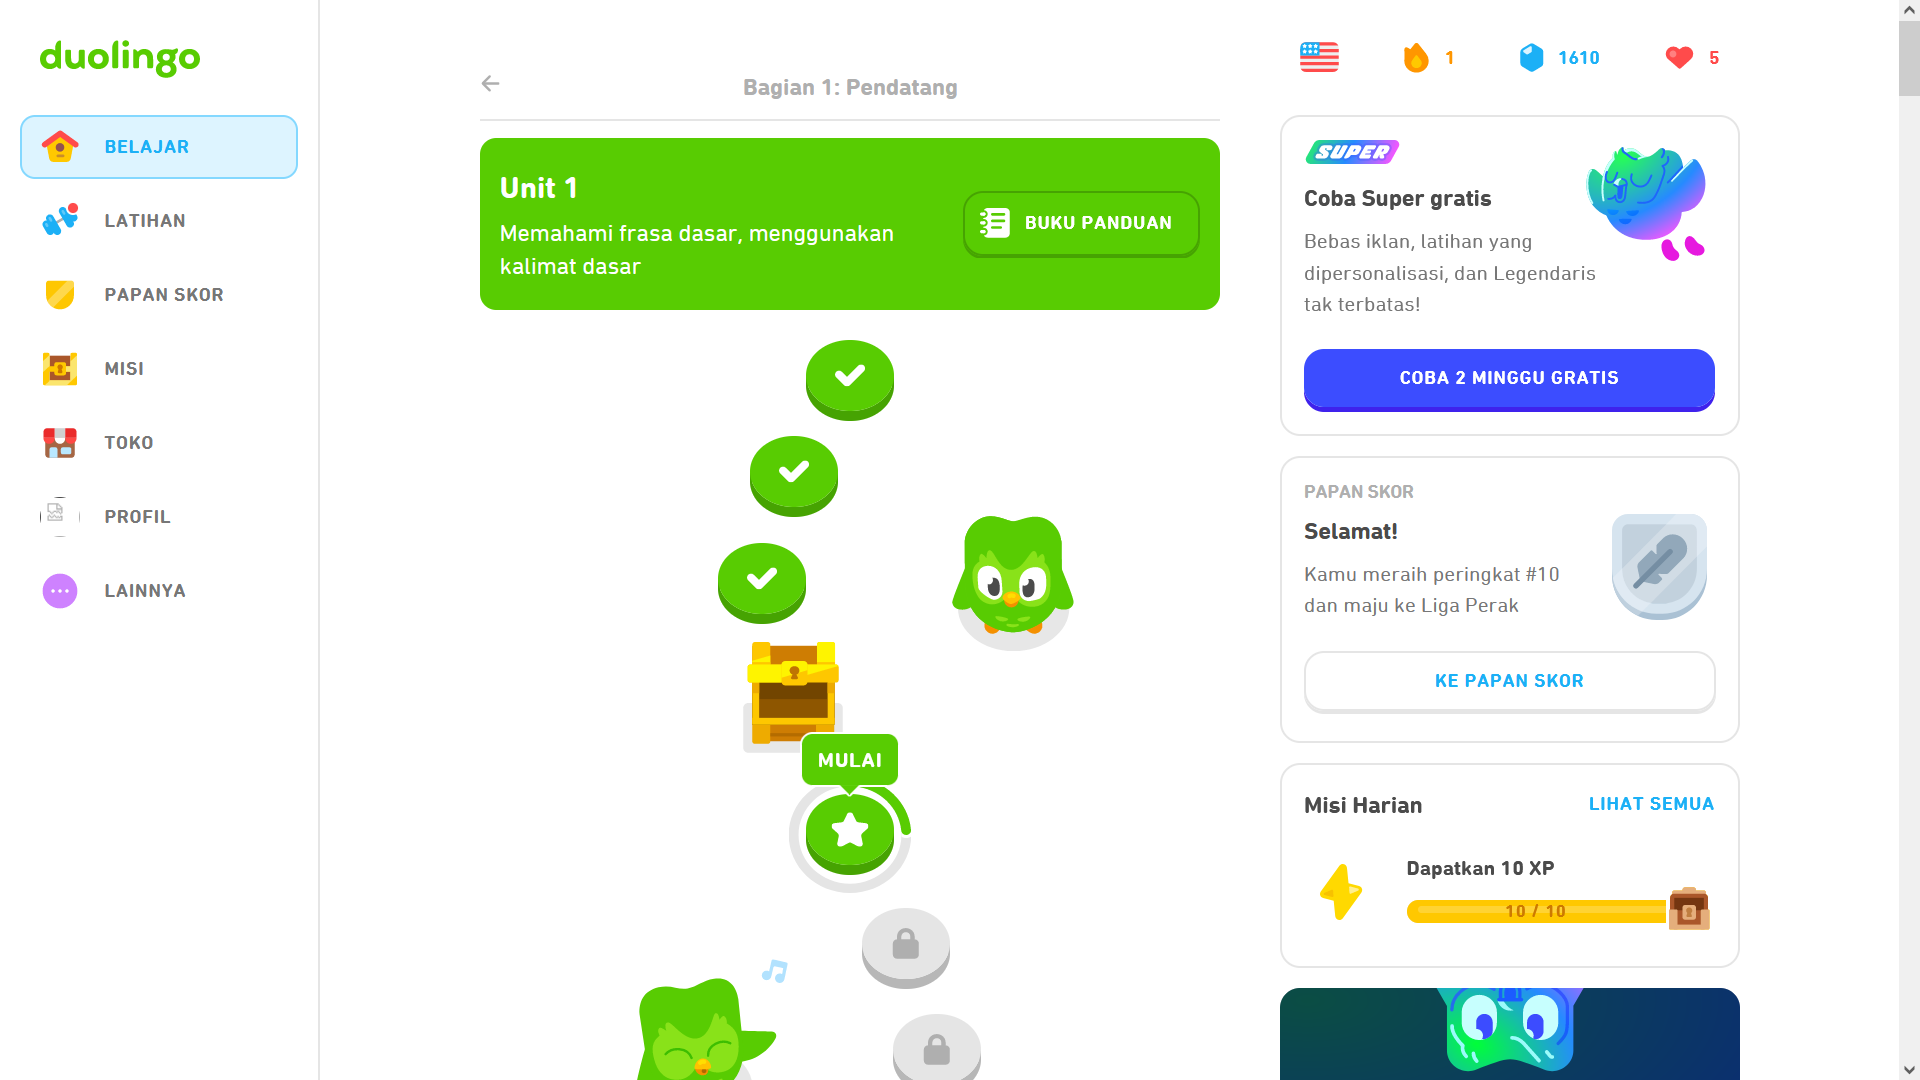 duolingo
BELAJAR
LATIHAN
PAPAN SKOR
MISI
TOKO
PROFIL
LAINNYA
Bagian 1: Pendatang
Unit 1
Memahami frasa dasar, menggunakan
kalimat dasar
BUKU PANDUAN
MULAI
1
1610
5
SUPER
Coba Super gratis
Bebas iklan, latihan yang
dipersonalisasi, dan Legendaris
tak terbatas!
COBA 2 MINGGU GRATIS
PAPAN SKOR
Selamat!
Kamu meraih peringkat #10
dan maju ke Liga Perak
KE PAPAN SKOR
Misi Harian
LIHAT SEMUA
Dapatkan 10 XP
10 / 10